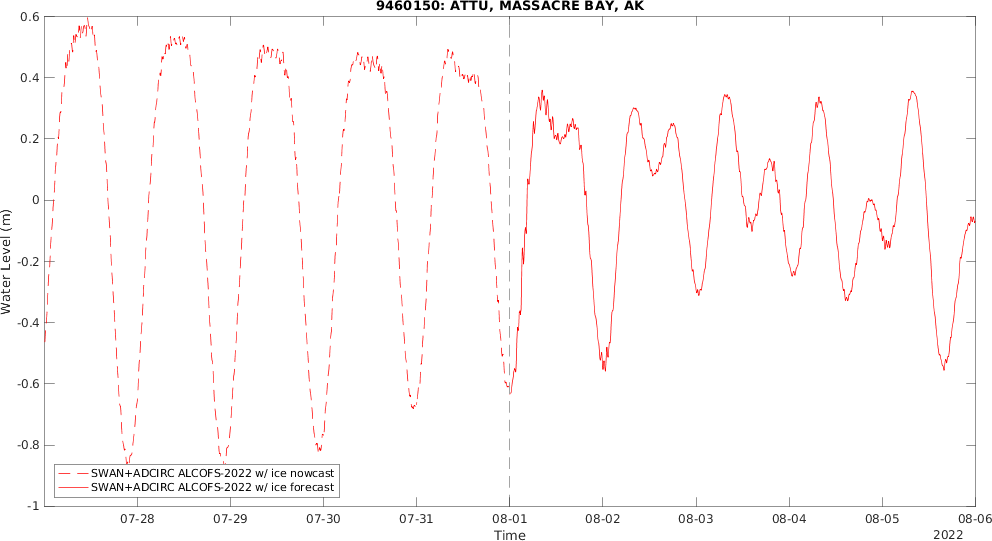 9460150: ATTU, MASSACRE BAY, AK
Water Level (m)
0.6
0.4
0.2
0
-0.2
-0.4
-0.6
-0.8
-1
SWAN+ADCIRC ALCOFS-2022 w/ ice nowcast
SWAN+ADCIRC ALCOFS-2022 w/ ice forecast
07-28 07-29 07-30 07-31 08-01 08-02 08-03 08-04 08-05 08-06
Time
2022